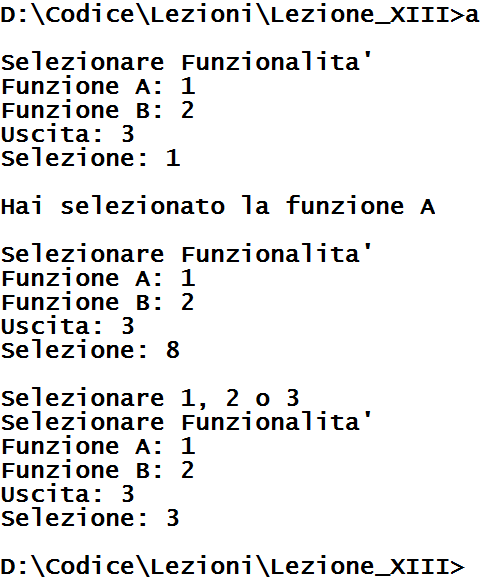 D:\Codice\Lezioni\Lezione_XIII>a
Selezionare Funzionalita'
Funzione A: 1
Funzione B: 2
Uscita: 3
Selezione: 1
Hai selezionato la funzione A
Selezionare Funzionalita'
Funzione A: 1
Funzione B: 2
Uscita: 3
Selezione: 8
Selezionare 1, 2 o 3
Selezionare Funzionalita'
Funzione A: 1
Funzione B: 2
Uscita: 3
Selezione: 3
D:\Codice\Lezioni\Lezione_XIII>